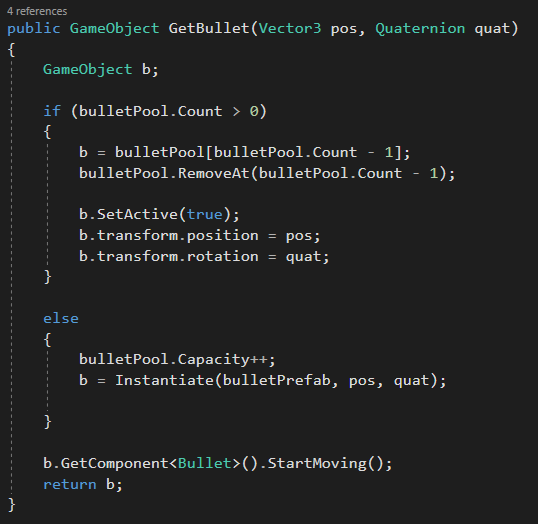 4 references
public GameObject GetBullet(Vector3 pos, Quaternion quat)
{
    GameObject b;

    if (bulletPool.Count > 0)
    {
        b = bulletPool[bulletPool.Count - 1];
        bulletPool.RemoveAt(bulletPool.Count - 1);

        b.SetActive(true);
        b.transform.position = pos;
        b.transform.rotation = quat;
    }

    else
    {
        bulletPool.Capacity++;
        b = Instantiate(bulletPrefab, pos, quat);

    }

    b.GetComponent<Bullet>().StartMoving();
    return b;
}